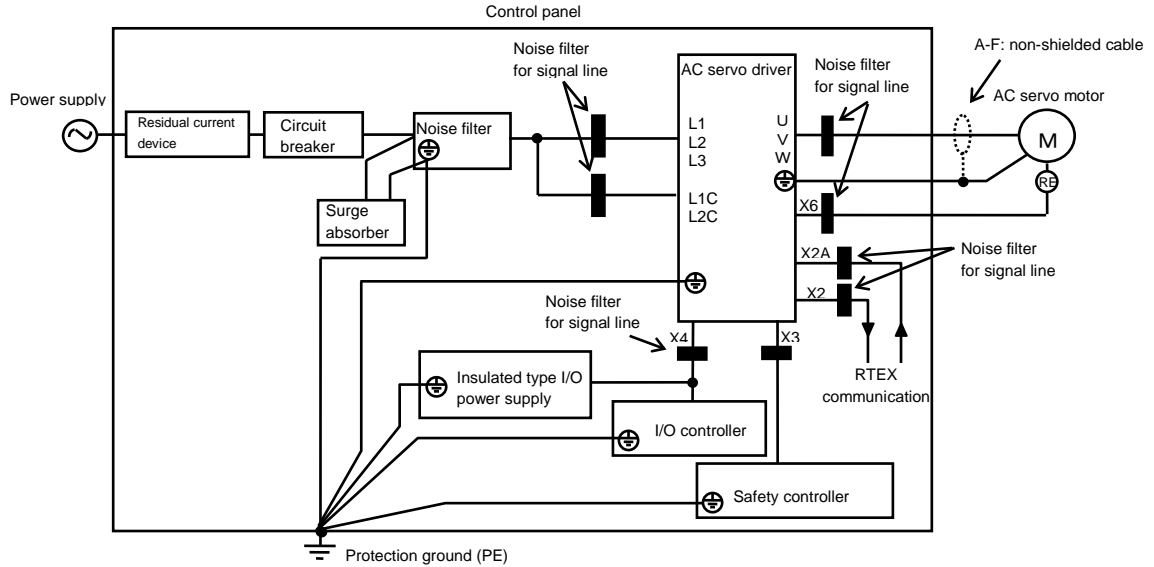 Control panel
Noise filter
for signal line
AC servo driver
Noise filter
for signal line
A-F: non-shielded cable
AC servo motor
Power supply
Residual current
device
Circuit
breaker
Noise filter
L1
L2
L3
U
V
W
M
RE
Surge
absorber
L1C
L2C
X6
X2A
X2
Noise filter
for signal line
Noise filter
for signal line
X4
X3
RTEX
communication
Insulated type I/O
power supply
I/O controller
Safety controller
Protection ground (PE)